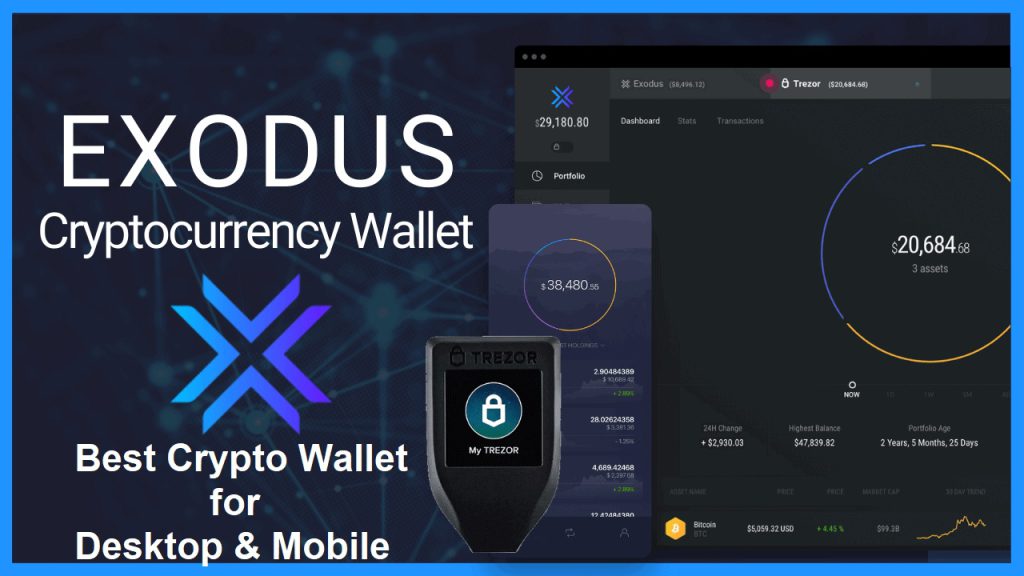 EXODUS
Cryptocurrency Wallet
Best Crypto Wallet
for
Desktop & Mobile
$29,180.80
Portfolio
Exodus ($8,496.12)
Trezor ($20,684.68)
Dashboard Stats Transactions
$20,684.68
3 assets
NOW 1D 1W 1M
24H Change Highest Balance Portfolio Age
+ $2,930.03 $47,839.82 2 Years, 5 Months, 25 Days
ASSET NAME PRICE PRICE MARKET CAP 30 DAY TREND
Bitcoin
BTC
$5,059.32 USD + 4.45 % $99.3B
$38,480.55
HOLDINGS
2.90484389
$10,689.42
+ 2.89%
28.02624358
$3,381.36
- 1.35%
4,689.42468
$2,287.68
+ 2.89%
12.42484380
TREZOR
My TREZOR